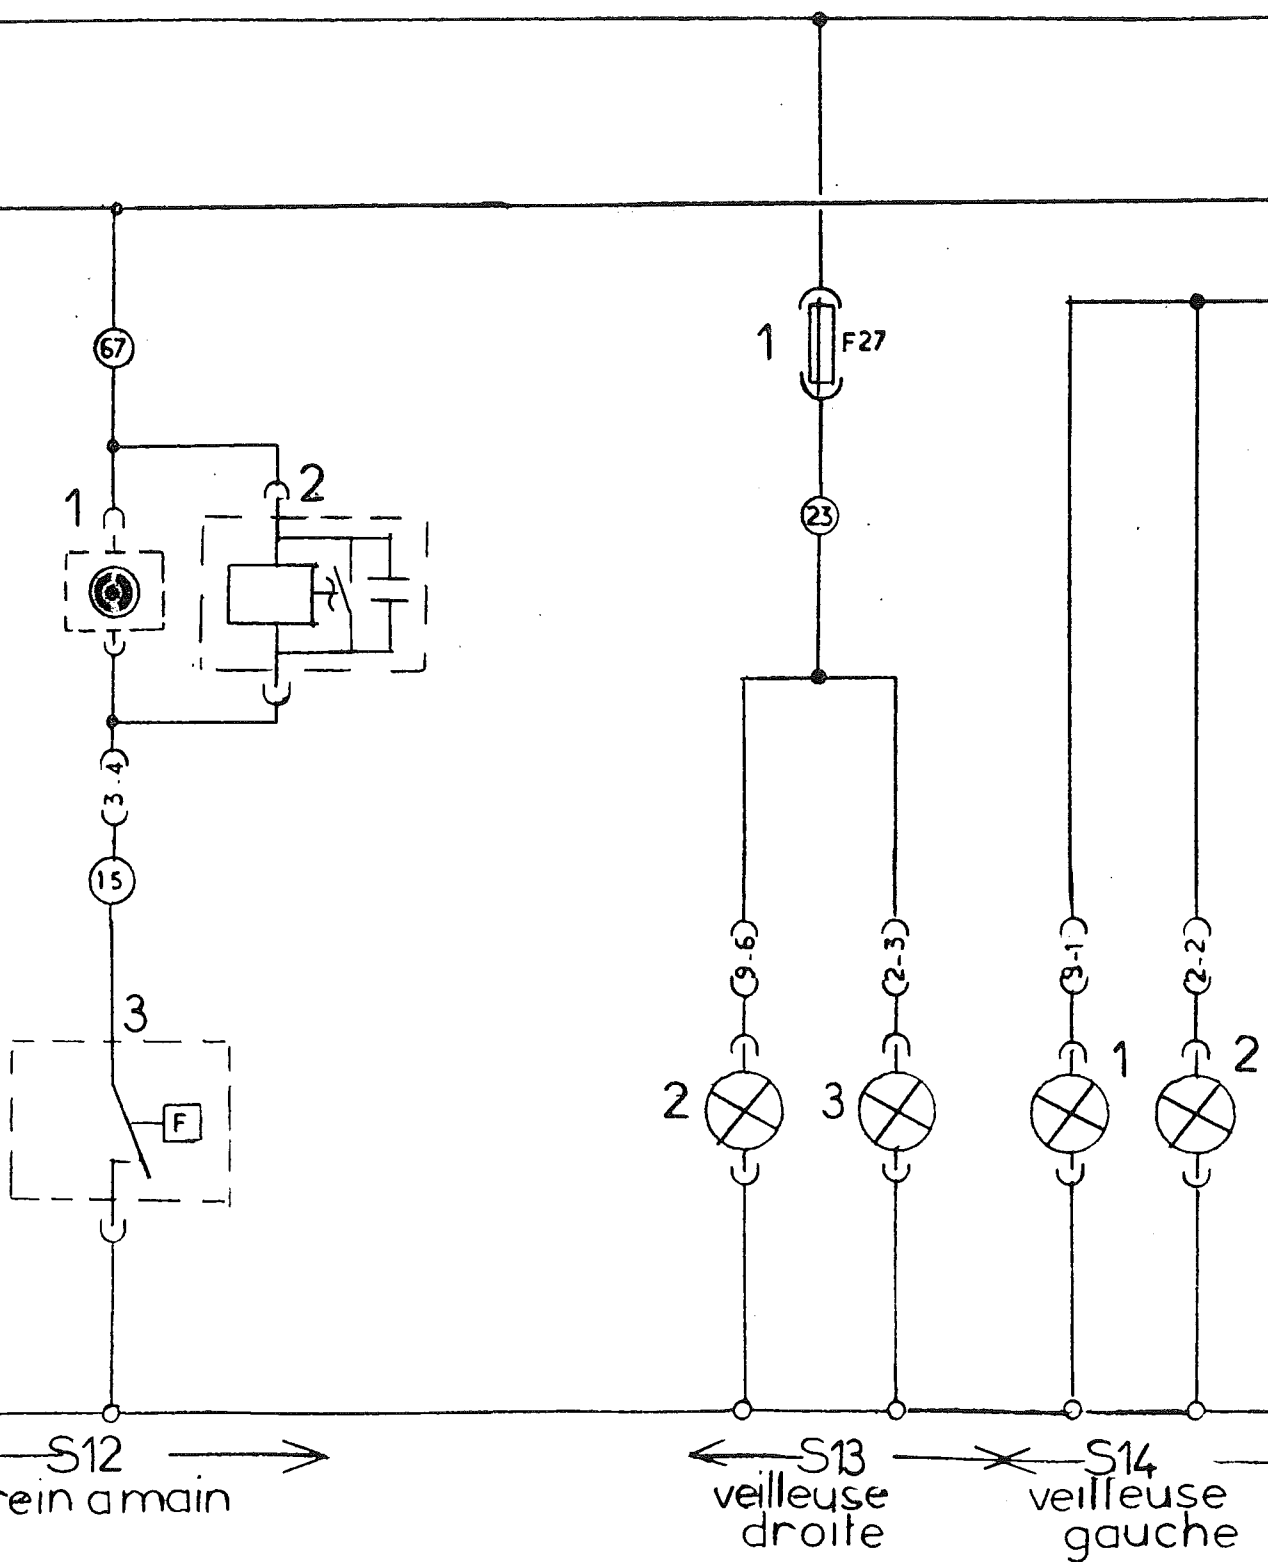 1
F27
67
2
1
23
3-4
15
9-6
2-3
9-1
2-2
3
1
2
2
3
F
S12
S13
S14
rein a main
veilleuse
droite
veilleuse
gauche